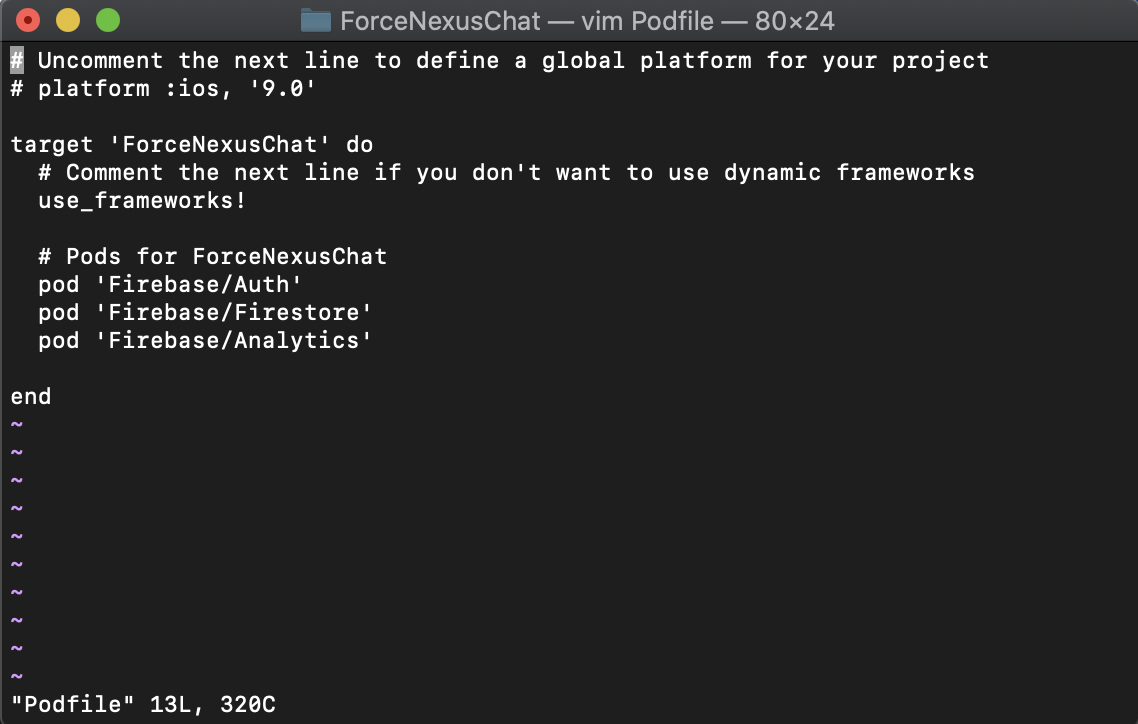 ForceNexusChat — vim Podfile — 80×24
# Uncomment the next line to define a global platform for your project
# platform :ios, '9.0'
target 'ForceNexusChat' do
  # Comment the next line if you don't want to use dynamic frameworks
  use_frameworks!
  # Pods for ForceNexusChat
  pod 'Firebase/Auth'
  pod 'Firebase/Firestore'
  pod 'Firebase/Analytics'
end
~
~
~
~
~
~
~
~
~
~
"Podfile" 13L, 320C